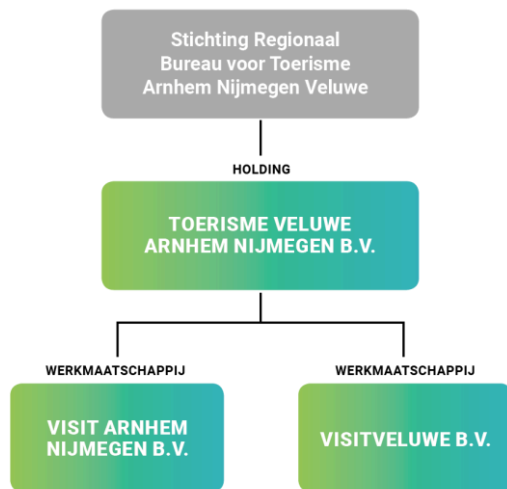 Stichting Regionaal
Bureau voor Toerisme
Arnhem Nijmegen Veluwe
HOLDING
TOERISME VELUWE
ARNHEM NIJMEGEN B.V.
WERKMAATSCHAPPIJ
VISIT ARNHEM
NIJMEGEN B.V.
WERKMAATSCHAPPIJ
VISITVELUWE B.V.